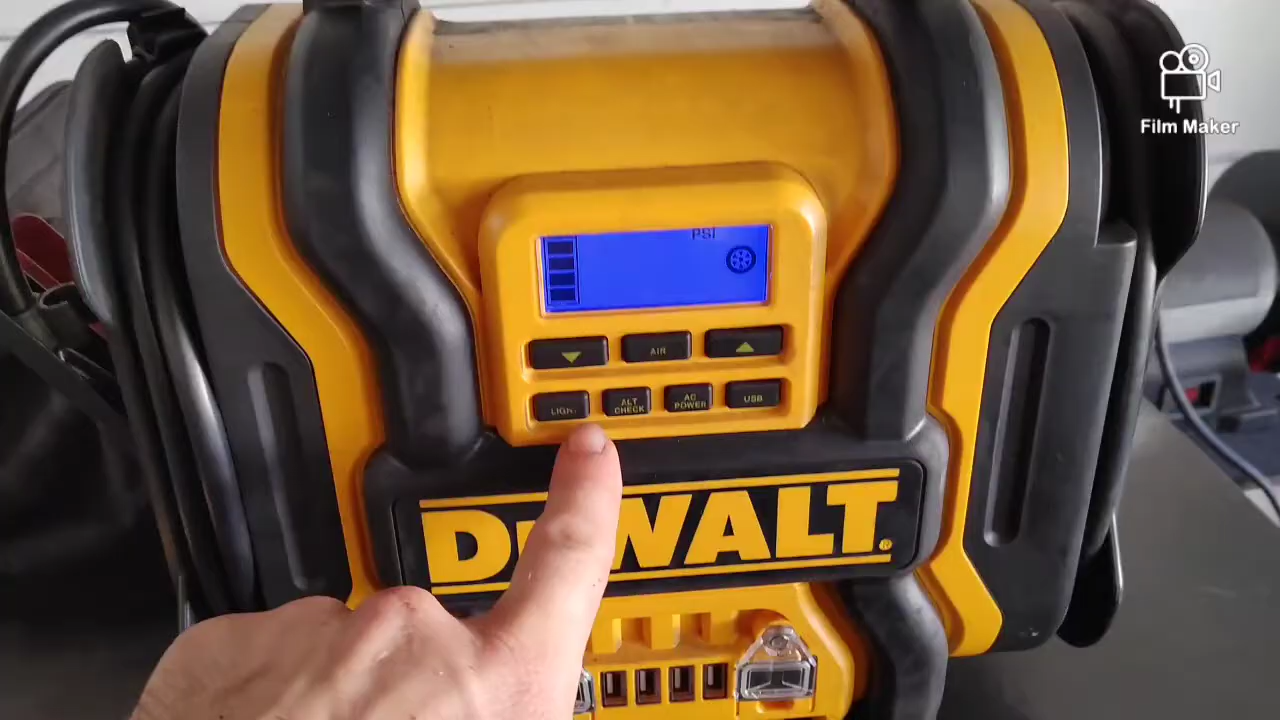 Film Maker
PSI
AIR
LIGHT
ALT
CHECK
AC
POWER
USB
DEWALT®